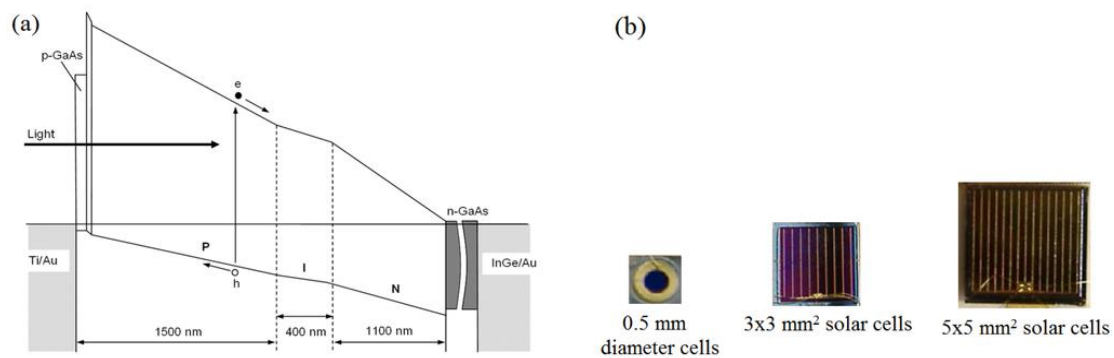 (a)
p-GaAs
e
Light
n-GaAs
Ti/Au
P
h
I
N
InGe/Au
1500 nm
400 nm
1100 nm
(b)
0.5 mm
diameter cells
3x3 mm² solar cells
5x5 mm² solar cells